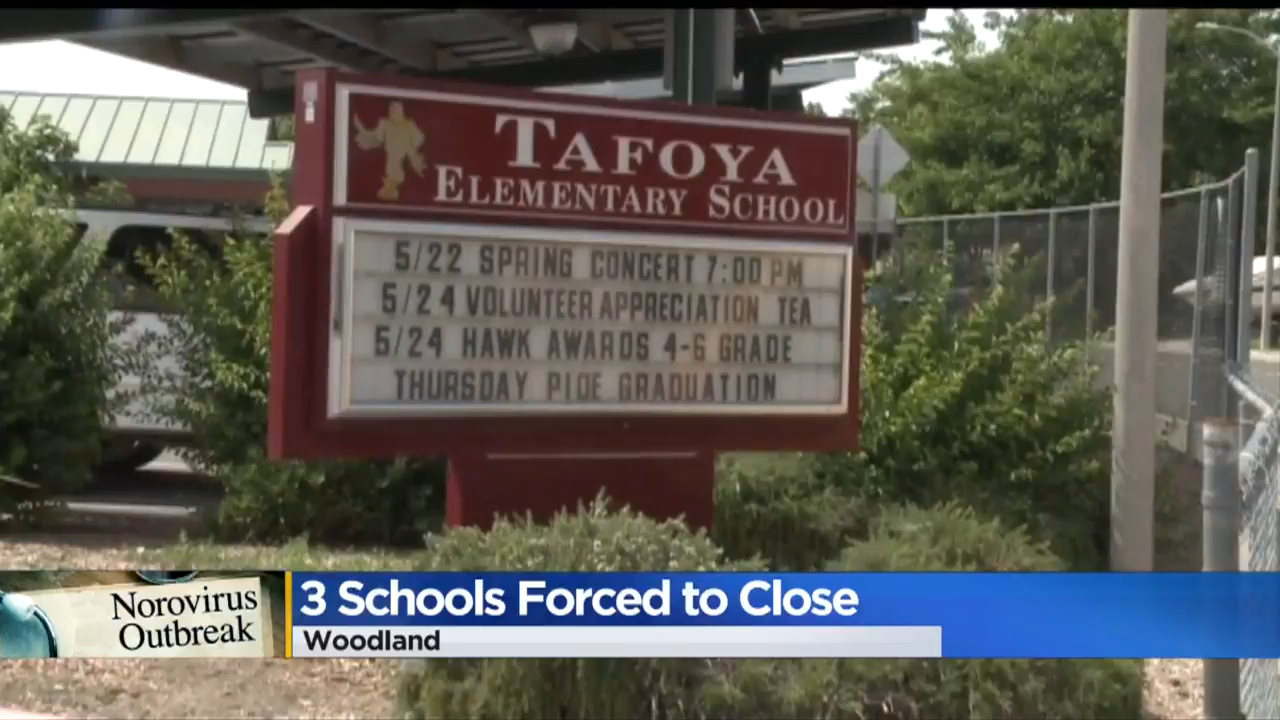 TAFOYA
ELEMENTARY SCHOOL
5/22 SPRING CONCERT 7:00 PM
5/24 VOLUNTEER APPRECIATION TEA
5/24 HAWK AWARDS 4-6 GRADE
THURSDAY PIQE GRADUATION
Norovirus
Outbreak
3 Schools Forced to Close
Woodland